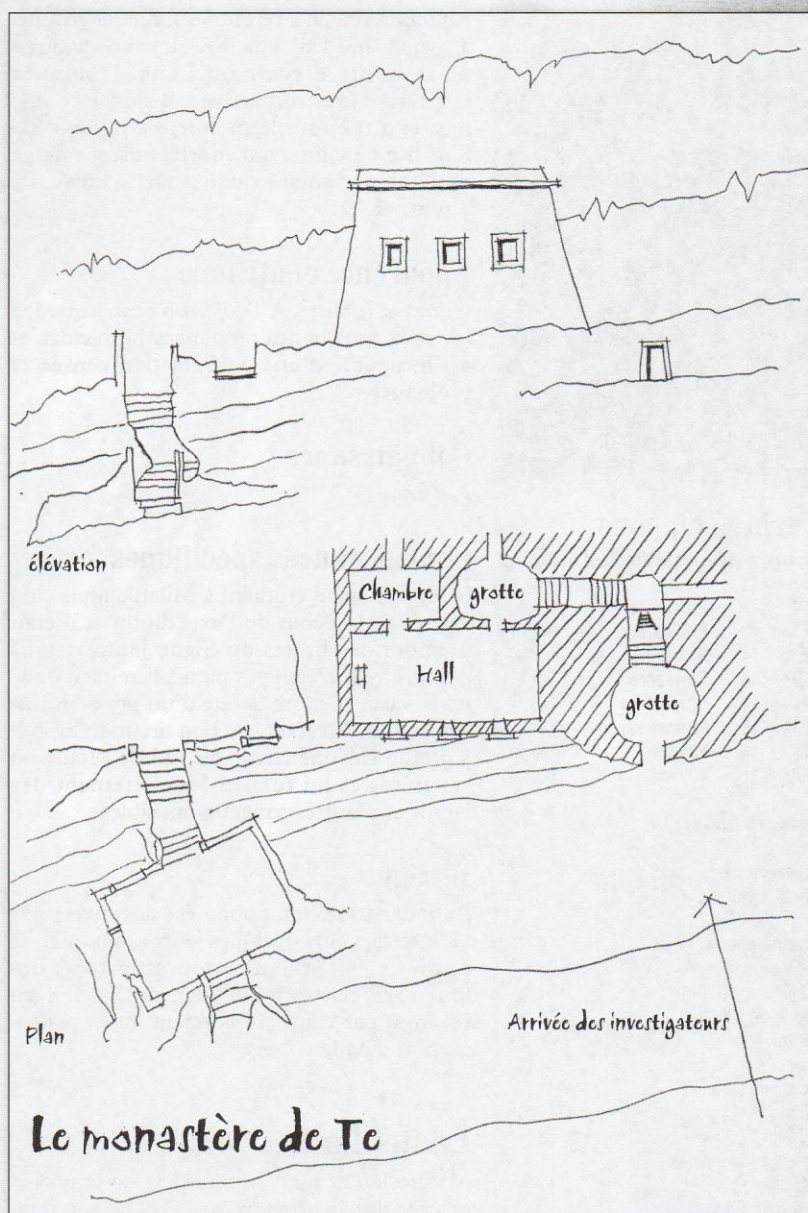 élévation
Chambre
grotte
Hall
grotte
Plan
Arrivée des investigateurs
Le monastère de Te